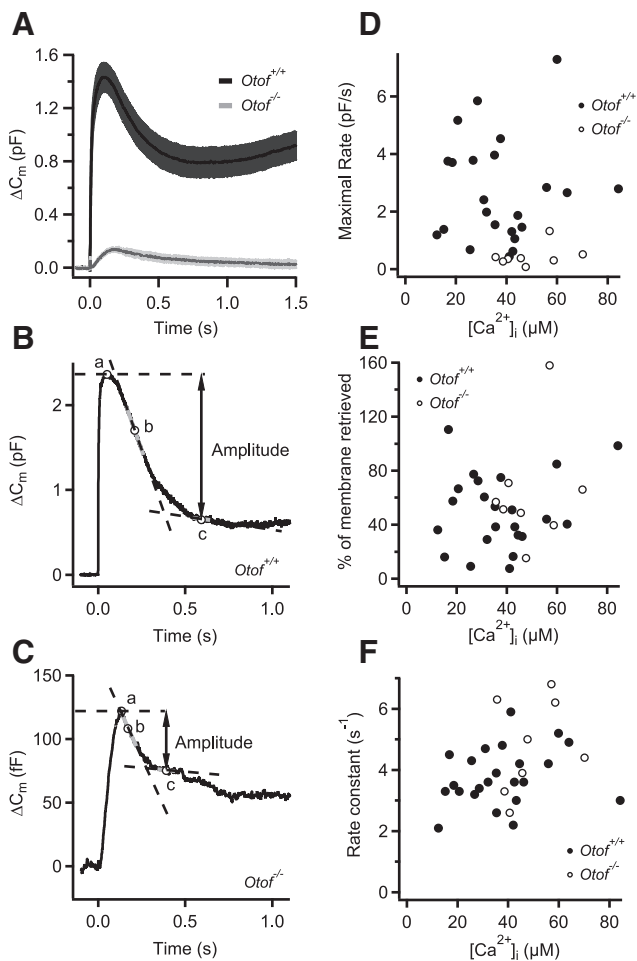 A
1.6
1.2
0.8
0.4
0.0
ΔCm (pF)
Otof+/+
Otof-/-
0.0
0.5
1.0
1.5
Time (s)
B
2
1
0
ΔCm (pF)
a
b
c
Amplitude
Otof+/+
0.0
0.5
1.0
Time (s)
C
150
100
50
0
ΔCm (fF)
a
b
c
Amplitude
Otof-/-
0.0
0.5
1.0
Time (s)
D
6
4
2
0
Maximal Rate (pF/s)
Otof+/+
Otof-/-
0
20
40
60
80
[Ca2+]i (µM)
E
160
120
80
40
0
% of membrane retrieved
Otof+/+
Otof-/-
0
20
40
60
80
[Ca2+]i (µM)
F
6
4
2
0
Rate constant (s-1)
Otof+/+
Otof-/-
0
20
40
60
80
[Ca2+]i (µM)